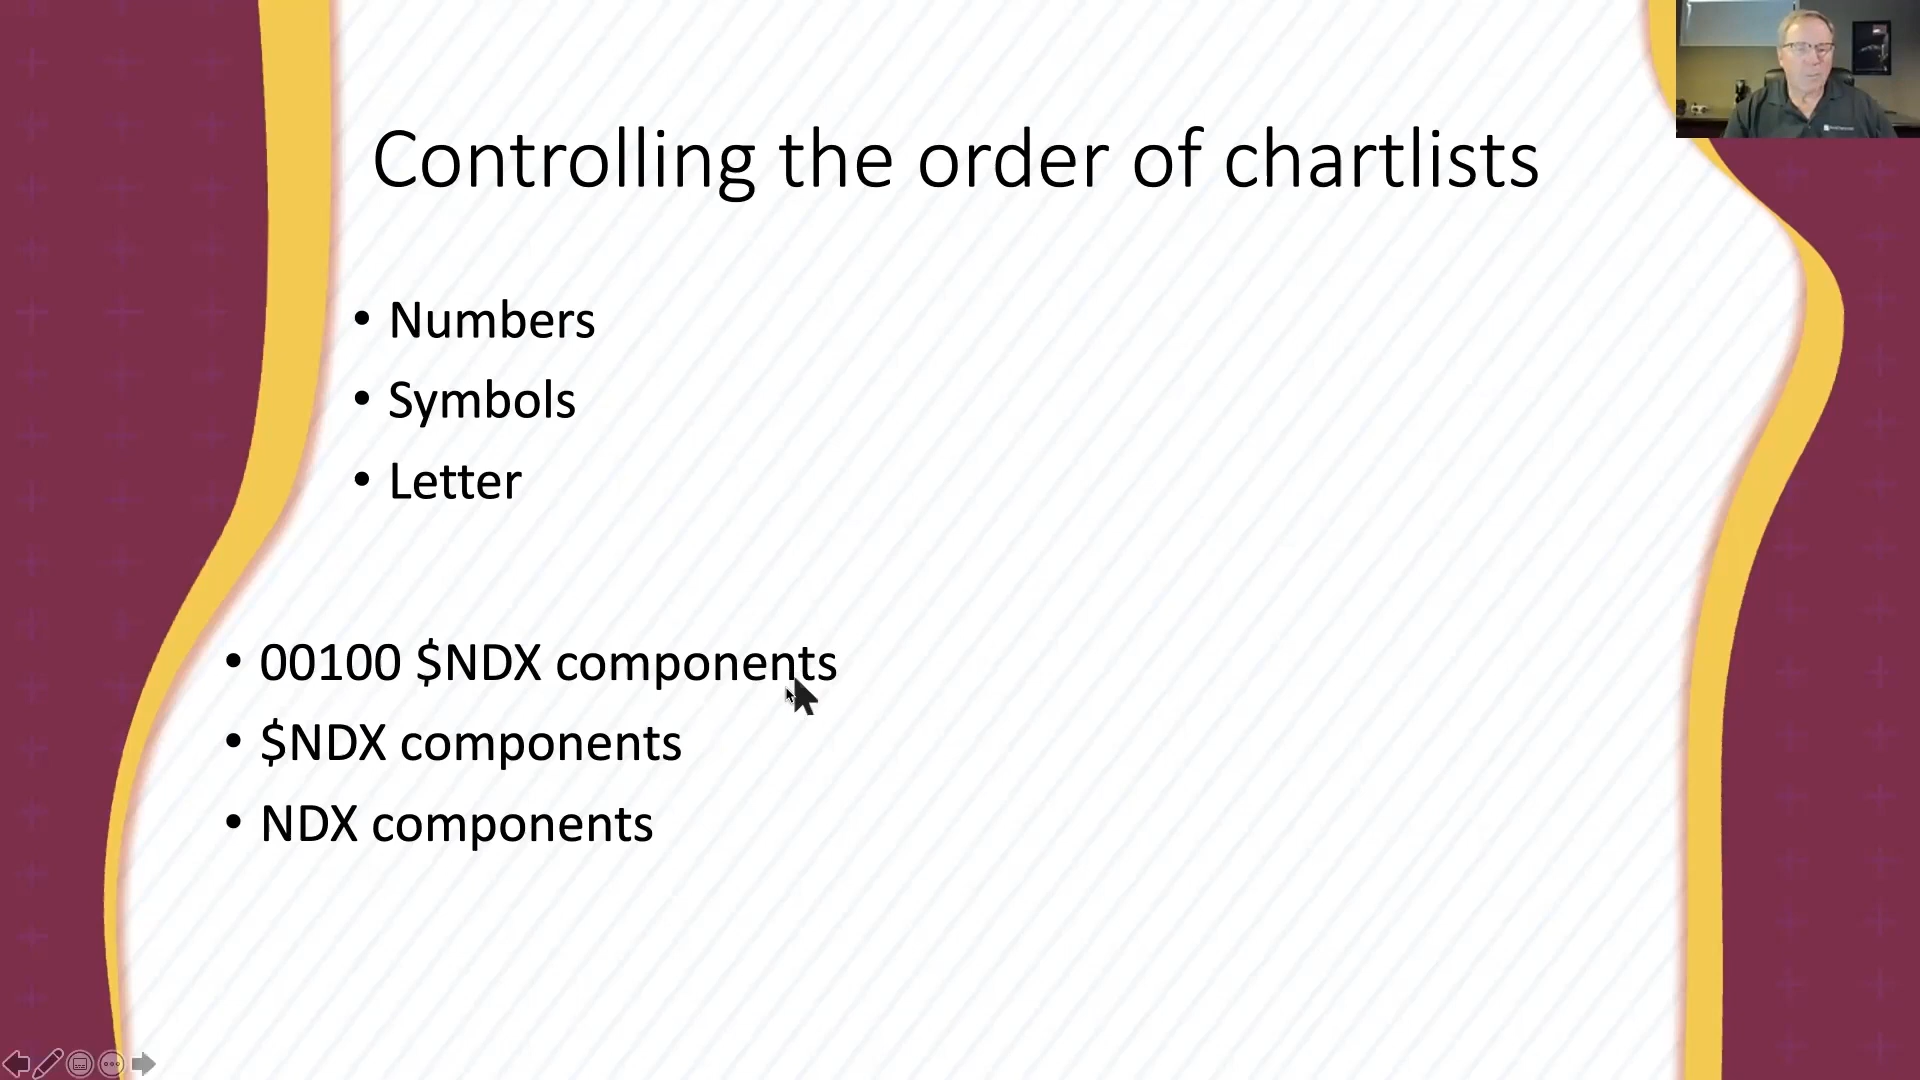 Controlling the order of chartlists
• Numbers
• Symbols
• Letter
• 00100 $NDX components
• $NDX components
• NDX components